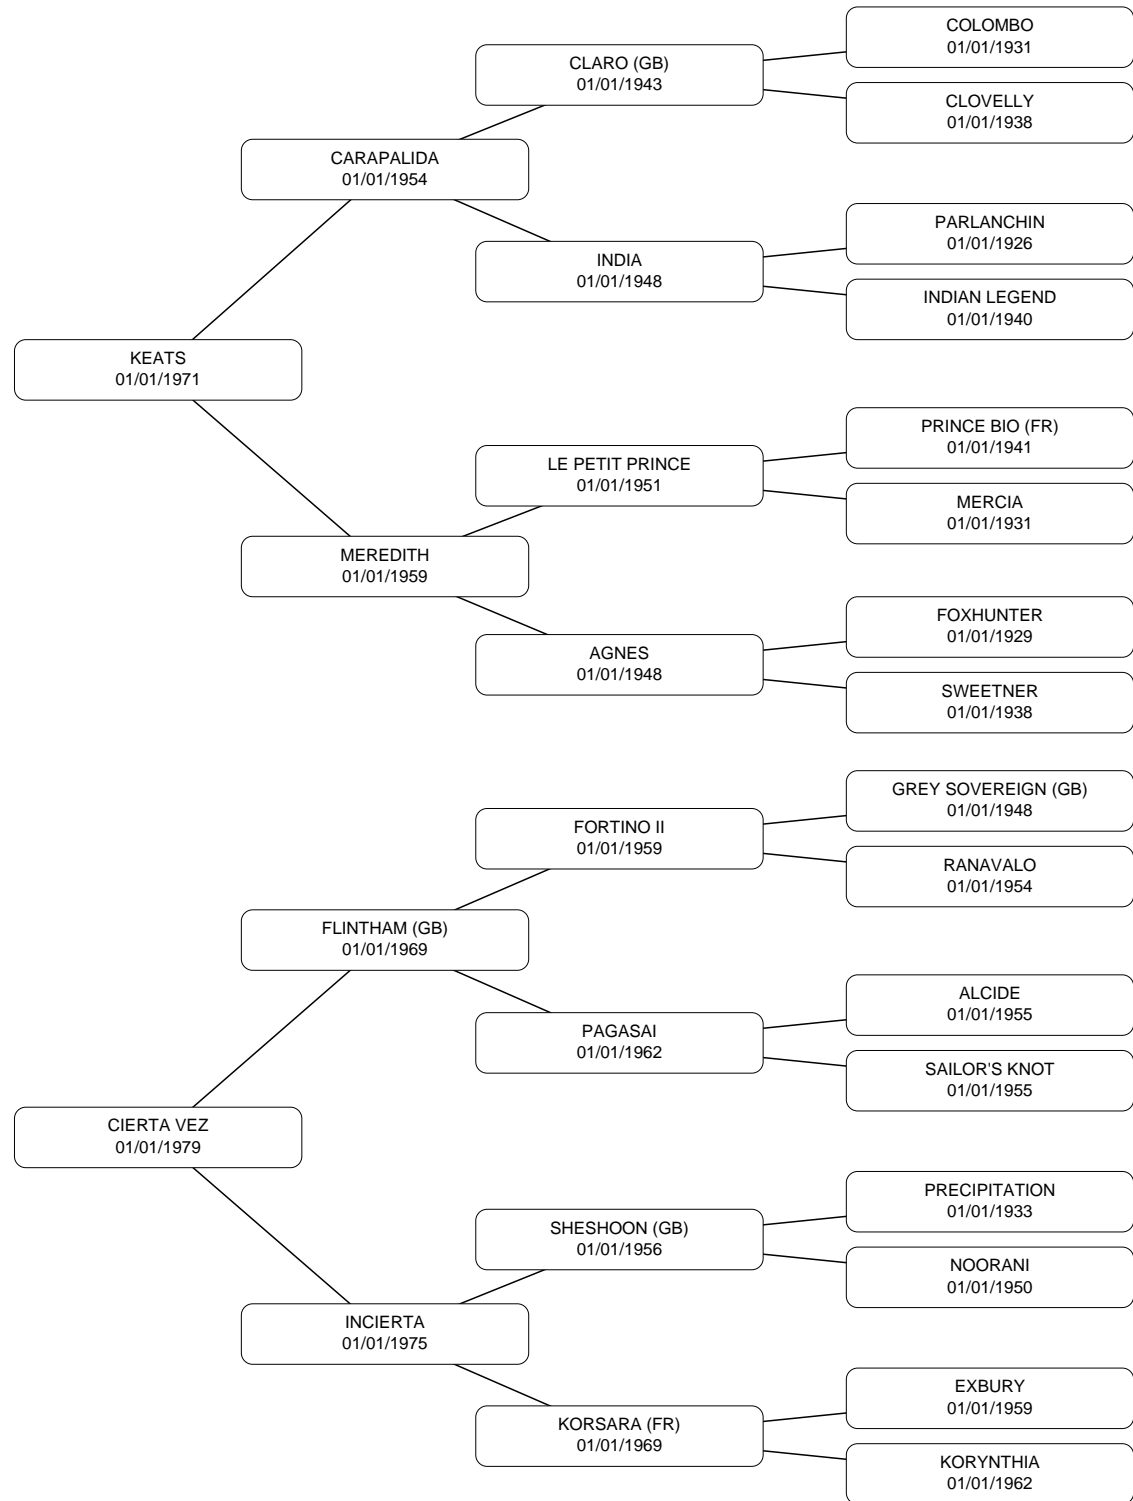 COLOMBO
01/01/1931
CLARO (GB)
01/01/1943
CLOVELLY
01/01/1938
CARAPALIDA
01/01/1954
PARLANCHIN
01/01/1926
INDIA
01/01/1948
INDIAN LEGEND
01/01/1940
KEATS
01/01/1971
PRINCE BIO (FR)
01/01/1941
LE PETIT PRINCE
01/01/1951
MERCIA
01/01/1931
MEREDITH
01/01/1959
FOXHUNTER
01/01/1929
AGNES
01/01/1948
SWEETNER
01/01/1938
GREY SOVEREIGN (GB)
01/01/1948
FORTINO II
01/01/1959
RANAVALO
01/01/1954
FLINTHAM (GB)
01/01/1969
ALCIDE
01/01/1955
PAGASAI
01/01/1962
SAILOR'S KNOT
01/01/1955
CIERTA VEZ
01/01/1979
PRECIPITATION
01/01/1933
SHESHOON (GB)
01/01/1956
NOORANI
01/01/1950
INCIERTA
01/01/1975
EXBURY
01/01/1959
KORSARA (FR)
01/01/1969
KORYNTHIA
01/01/1962